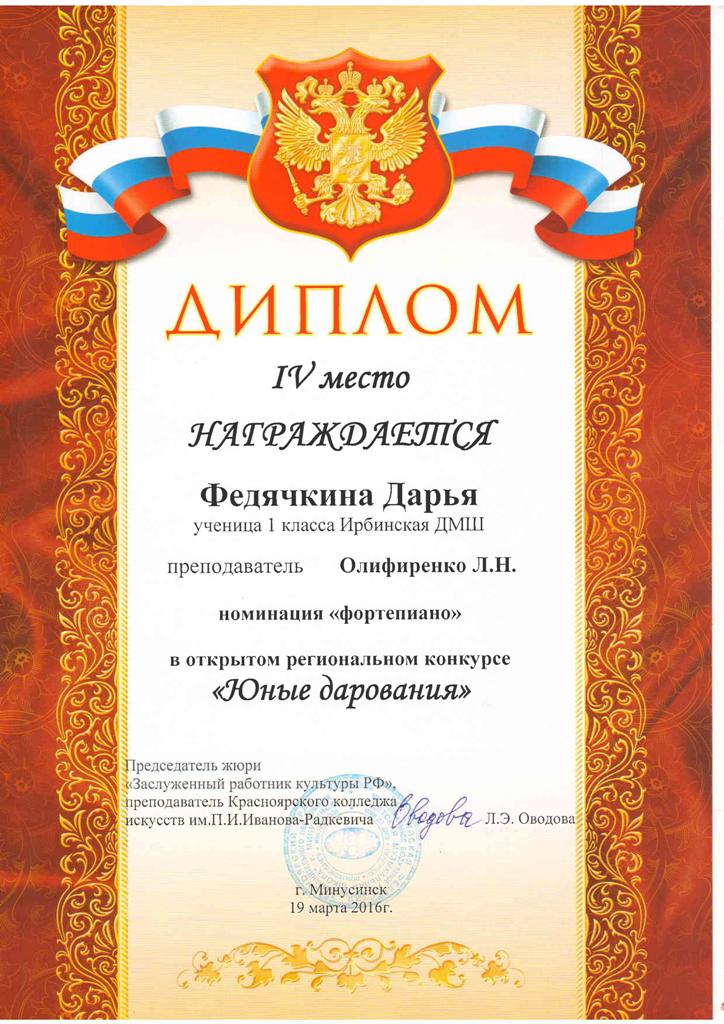 ДИПЛОМ
IV место
НАГРАЖДАЕТСЯ
Федячкина Дарья
ученица 1 класса Ирбинская ДМШ
преподаватель Олифиренко Л.Н.
номинация «фортепиано»
в открытом региональном конкурсе
«Юные дарования»
Председатель жюри
«Заслуженный работник культуры РФ»,
преподаватель Красноярского колледжа
искусств им.П.И.Иванова-Радкевича Оводова Л.Э. Оводова
г. Минусинск
19 марта 2016г.